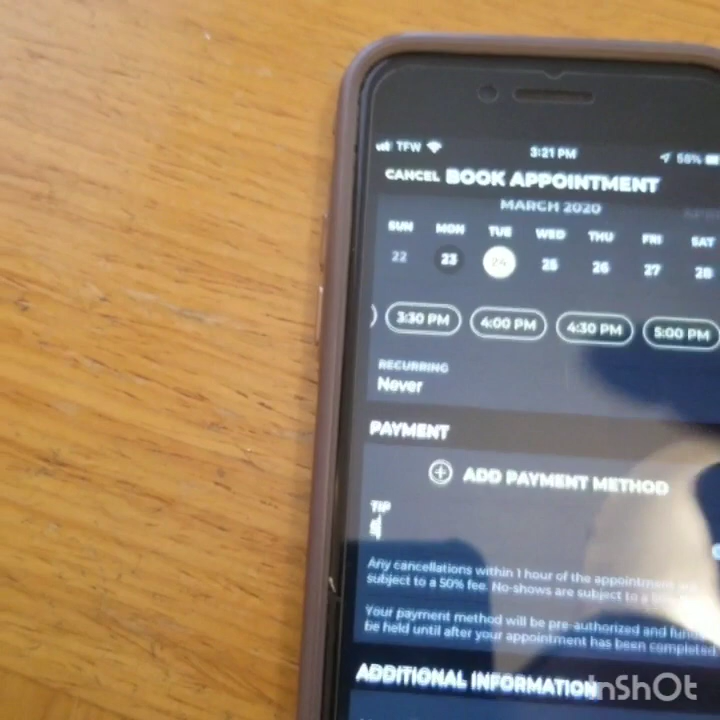 TFW 3:21 PM 58%
CANCEL BOOK APPOINTMENT
MARCH 2020
SUN MON TUE WED THU FRI SAT
22 23 24 25 26 27 28
3:30 PM 4:00 PM 4:30 PM 5:00 PM
RECURRING
Never
PAYMENT
ADD PAYMENT METHOD
TIP
Any cancellations within 1 hour of the appointment are
subject to a 50% fee. No-shows are subject to a
Your payment method will be pre-authorized and
be held until after your appointment has been completed
ADDITIONAL INFORMATION
InShOt